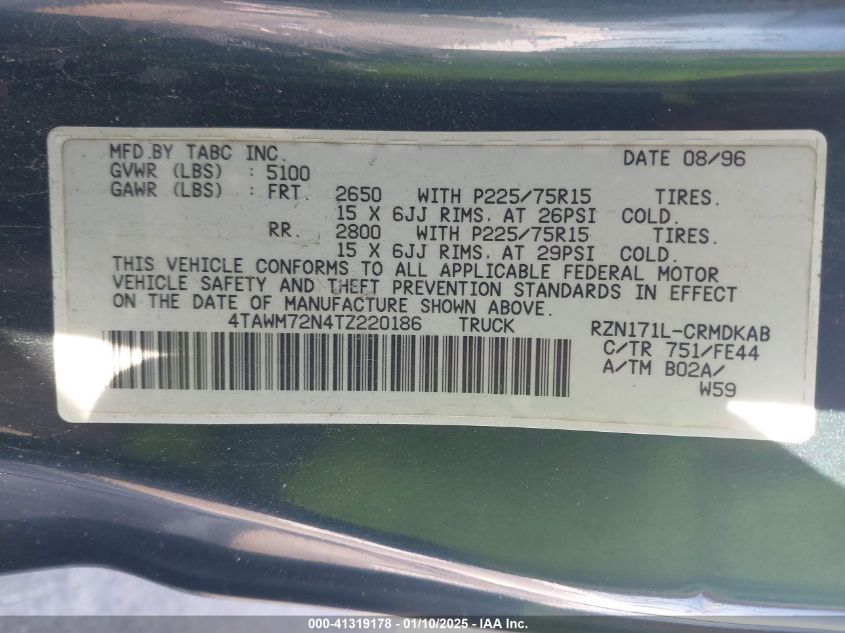 MFD.BY TABC INC. DATE 08/96
GVWR (LBS) : 5100
GAWR (LBS) : FRT. 2650 WITH P225/75R15 TIRES.
15 X 6JJ RIMS. AT 26PSI COLD.
RR. 2800 WITH P225/75R15 TIRES.
15 X 6JJ RIMS. AT 29PSI COLD.
THIS VEHICLE CONFORMS TO ALL APPLICABLE FEDERAL MOTOR
VEHICLE SAFETY AND THEFT PREVENTION STANDARDS IN EFFECT
ON THE DATE OF MANUFACTURE SHOWN ABOVE.
4TAWM72N4TZ220186 TRUCK RZN171L-CRMDKAB
C/TR 751/FE44
A/TM B02A/
W59
000-41319178 - 01/10/2025 - IAA Inc.